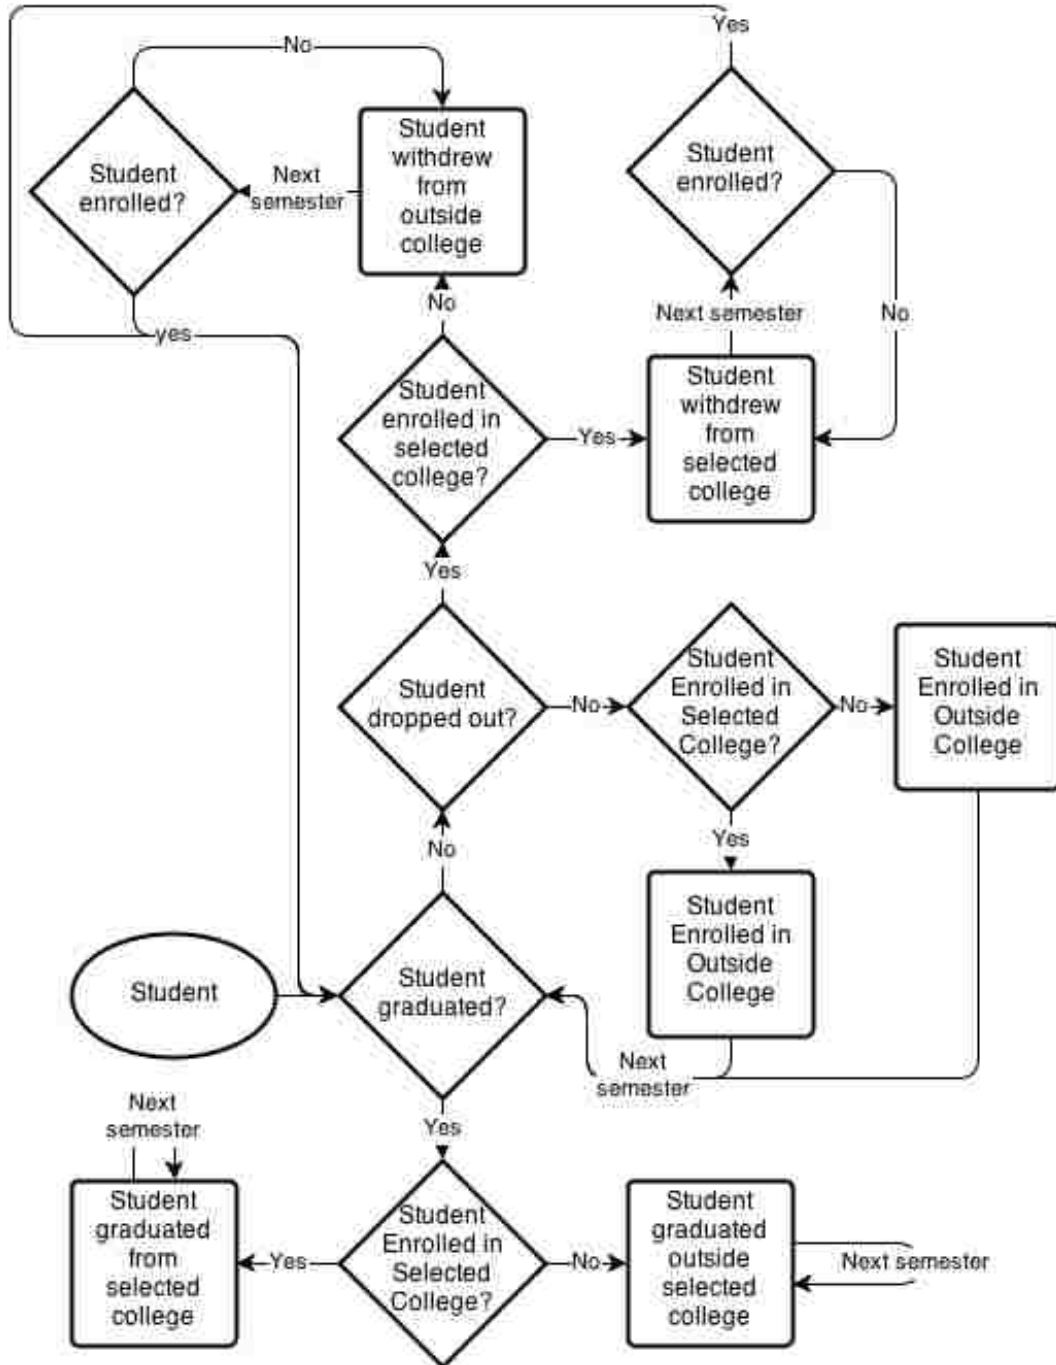 Yes
No
Student
enrolled?
Next
semester
Student
withdrew
from
outside
college
Student
enrolled?
No
Next semester
No
yes
Student
enrolled in
selected
college?
Yes
Student
withdrew
from
selected
college
Yes
Student
dropped out?
No
Student
Enrolled in
Selected
College?
No
Student
Enrolled in
Outside
College
No
Yes
Student
Enrolled in
Outside
College
Student
Student
graduated?
Next
semester
Yes
Next
semester
Student
graduated
from
selected
college
Yes
Student
Enrolled in
Selected
College?
No
Student
graduated
outside
selected
college
Next semester